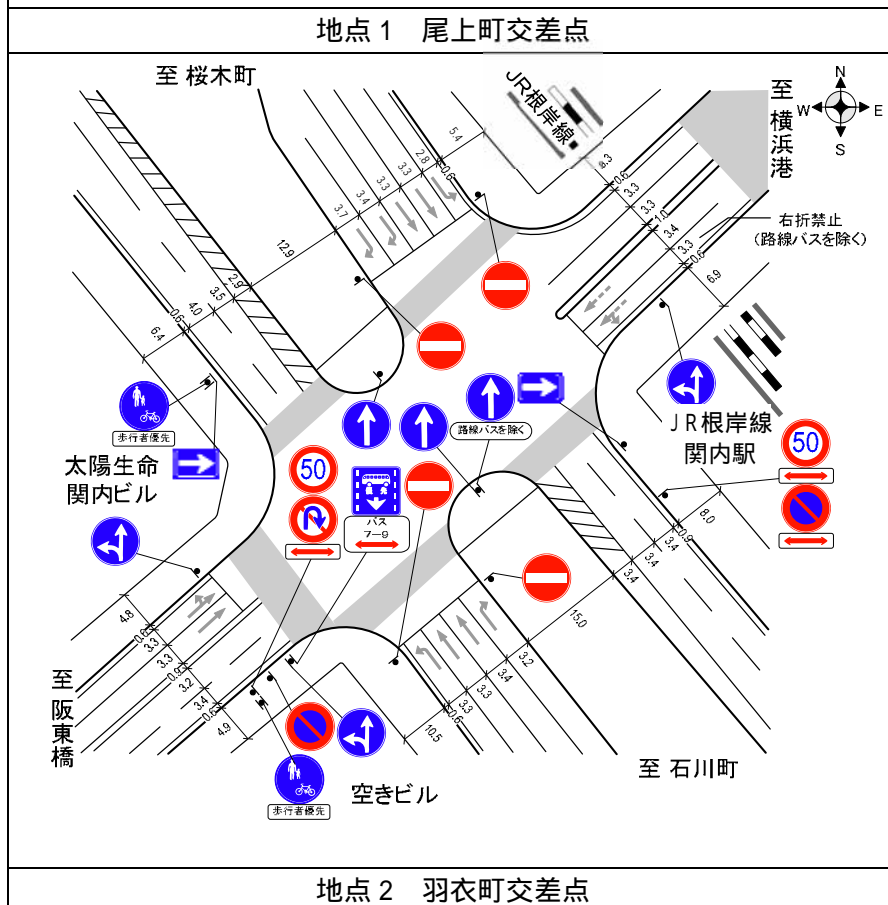 地点1 尾上町交差点
至 桜木町
JR根岸線
至 横浜港
N
W
E
S
右折禁止
(路線バスを除く)
5.4
0.6
2.8
3.3
3.3
3.4
3.7
12.9
2.9
3.5
4.0
0.6
6.4
8.3
0.6
3.3
3.3
1.0
3.4
3.3
0.6
6.9
歩行者優先
太陽生命
関内ビル
50
バス
7-9
路線バスを除く
JR根岸線
関内駅
50
8.0
0.9
3.4
3.4
3.4
15.0
3.2
3.4
3.3
3.3
0.6
10.5
4.8
0.6
3.3
3.3
0.9
3.2
3.4
0.6
4.9
至 阪東橋
歩行者優先
空きビル
至 石川町
地点2 羽衣町交差点